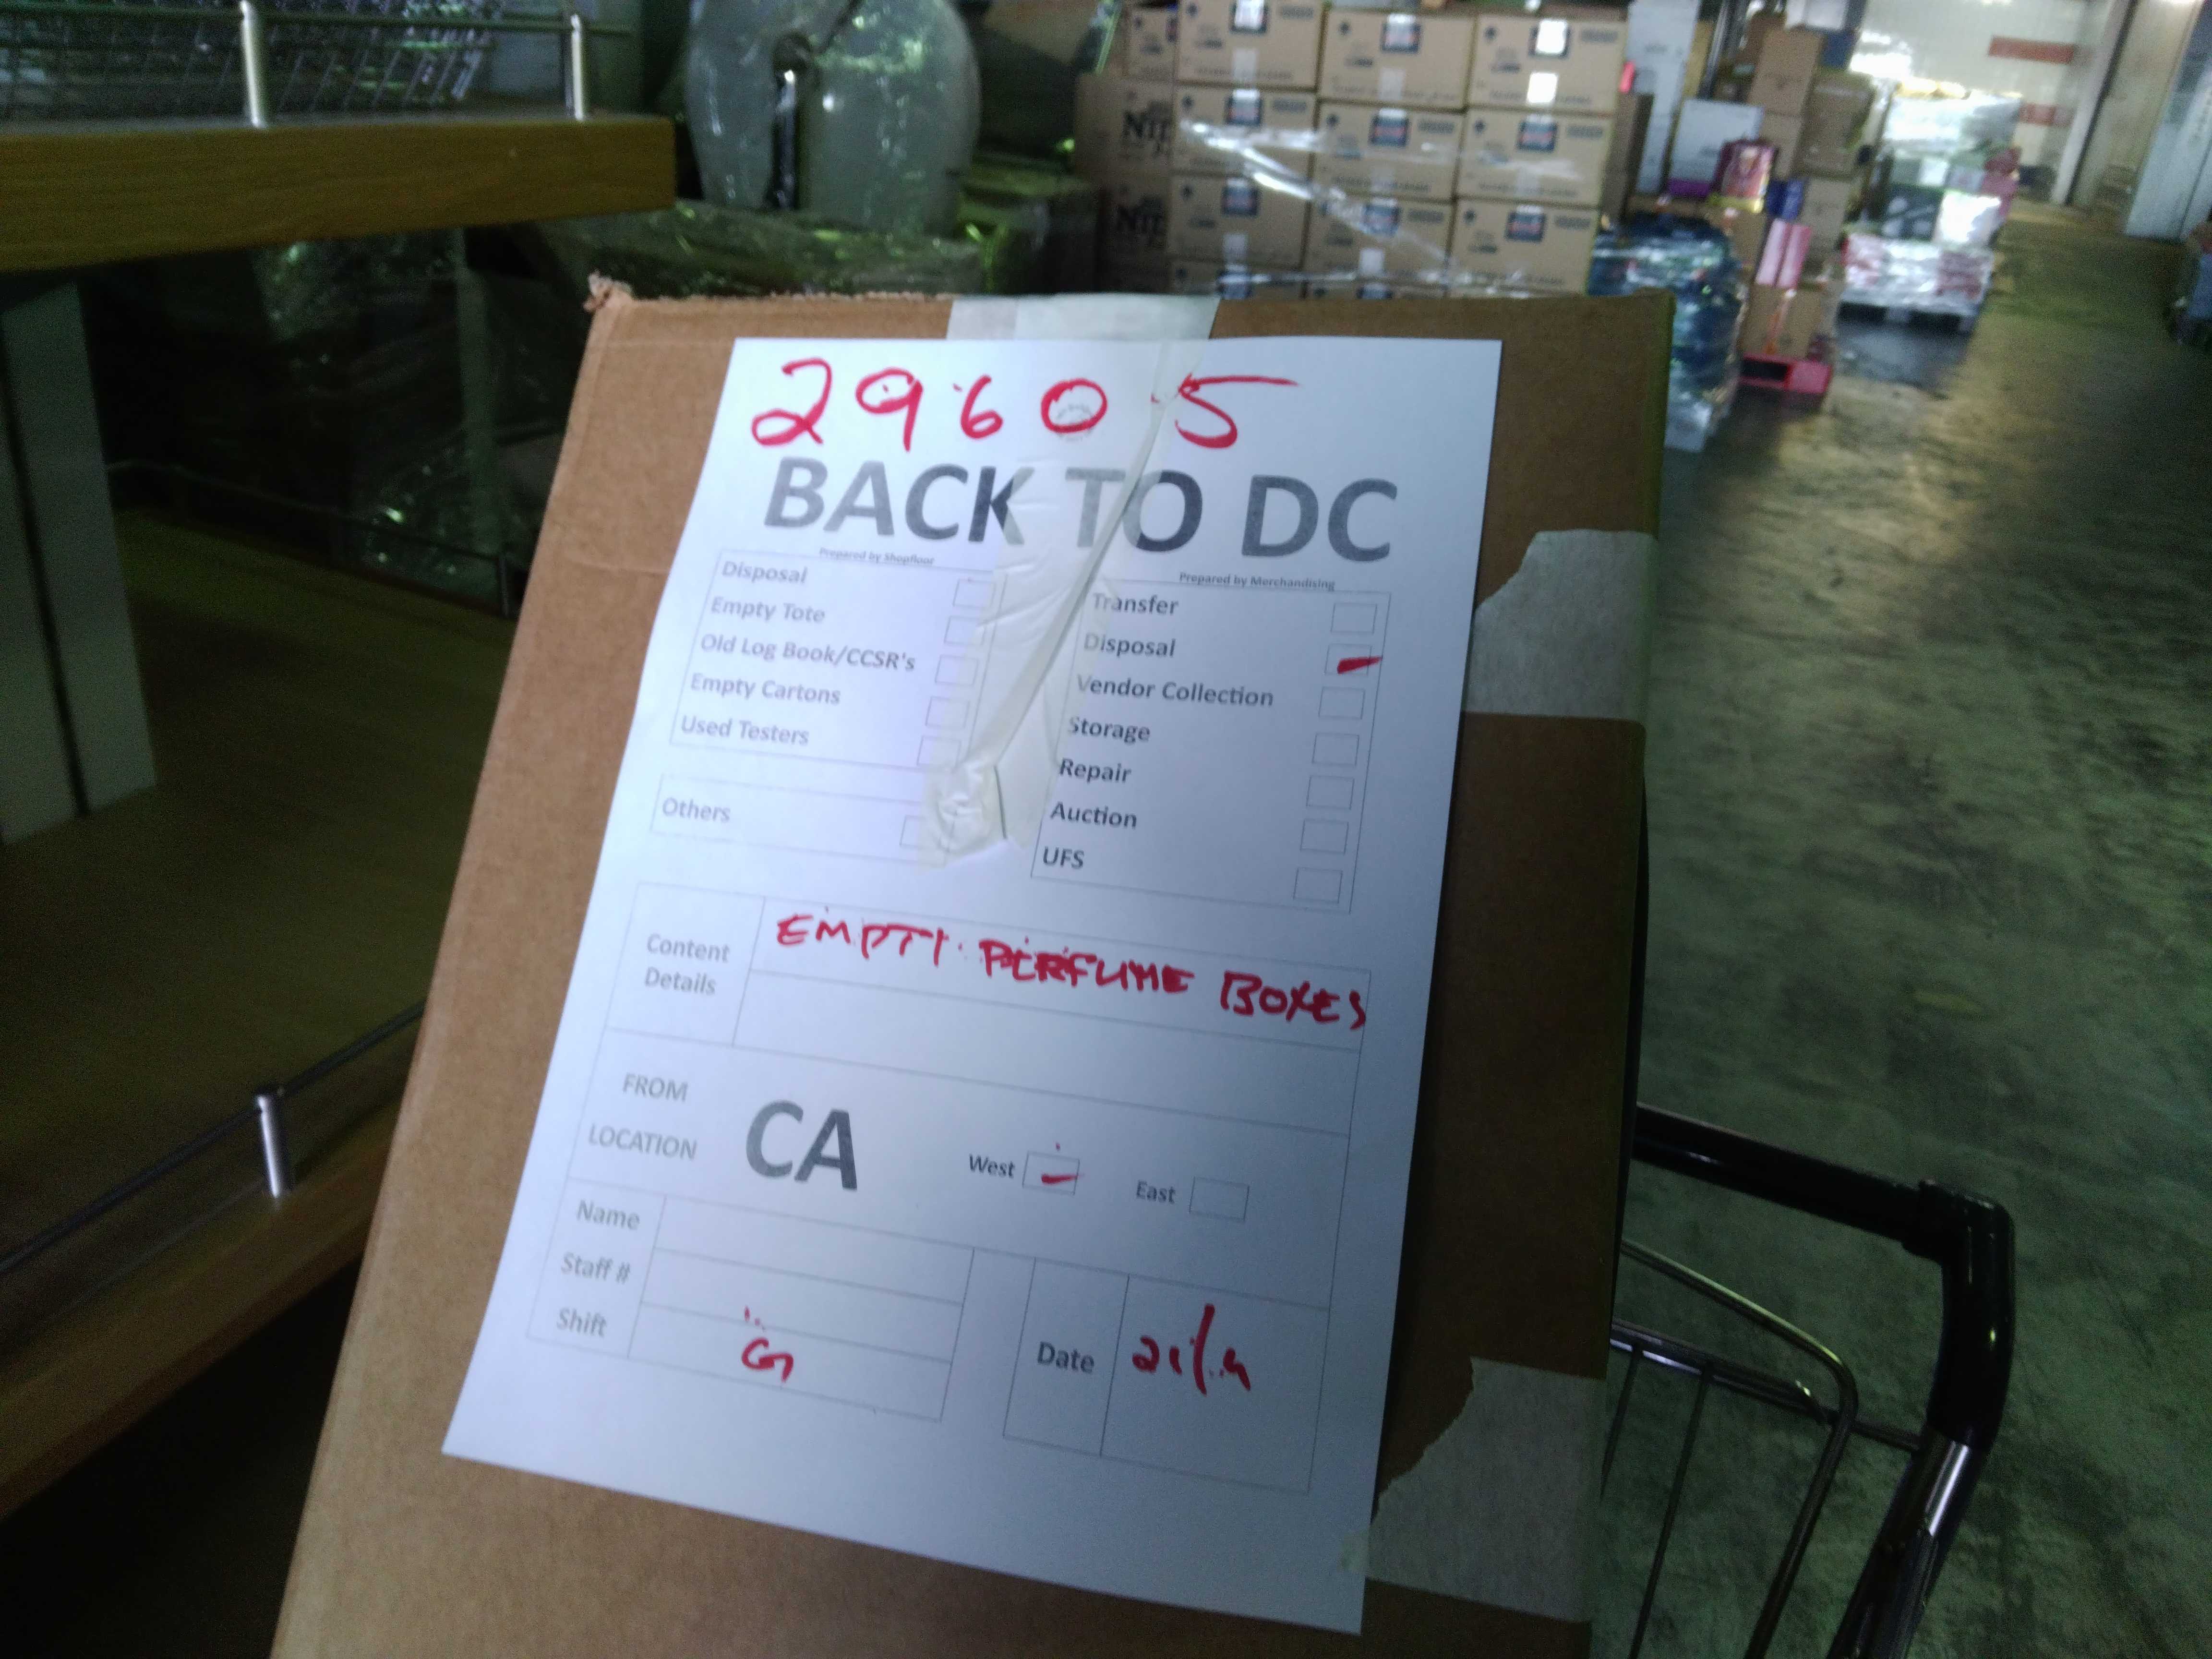 29605
BACK TO DC
Prepared by Shopfloor
Disposal
Empty Tote
Old Log Book/CCSR's
Empty Cartons
Used Testers
Others
Prepared by Merchandising
Transfer
Disposal
Vendor Collection
Storage
Repair
Auction
UFS
Content
Details
EMPTY PERFUME BOXES
FROM
LOCATION
CA
West
East
Name
Staff #
Shift
G
Date